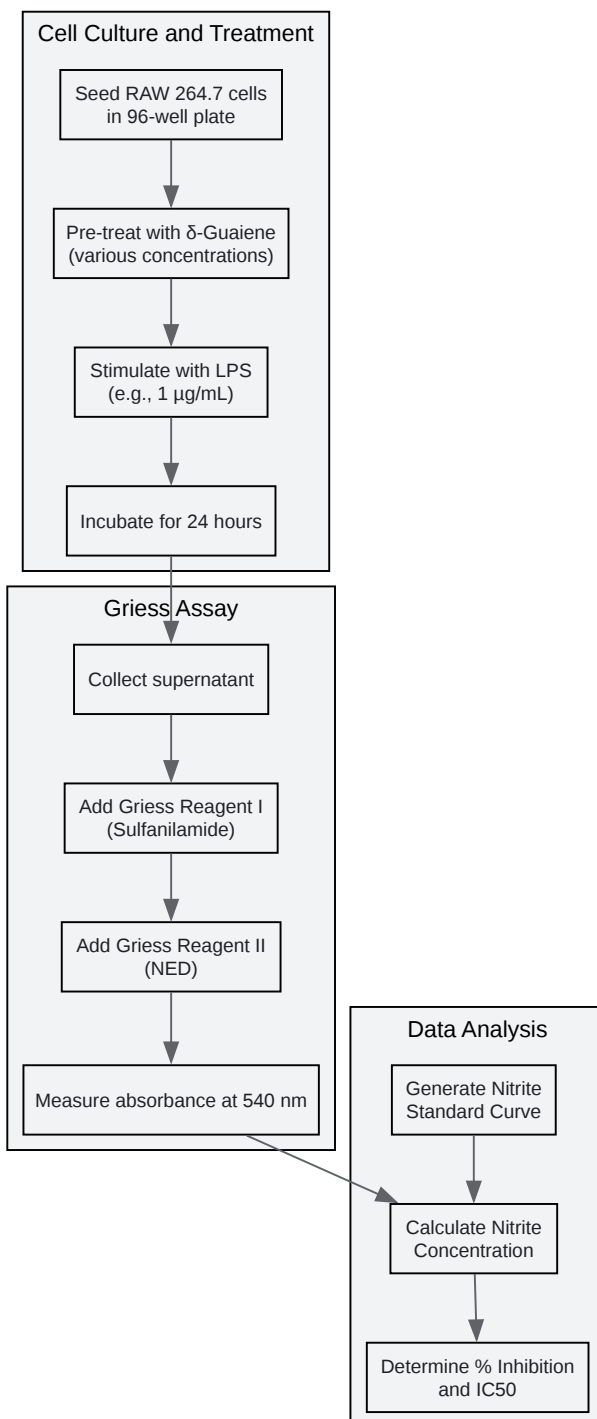 Cell Culture and Treatment
Seed RAW 264.7 cells
in 96-well plate
Pre-treat with δ-Guaiene
(various concentrations)
Stimulate with LPS
(e.g., 1 µg/mL)
Incubate for 24 hours
Griess Assay
Collect supernatant
Add Griess Reagent I
(Sulfanilamide)
Add Griess Reagent II
(NED)
Measure absorbance at 540 nm
Data Analysis
Generate Nitrite
Standard Curve
Calculate Nitrite
Concentration
Determine % Inhibition
and IC50